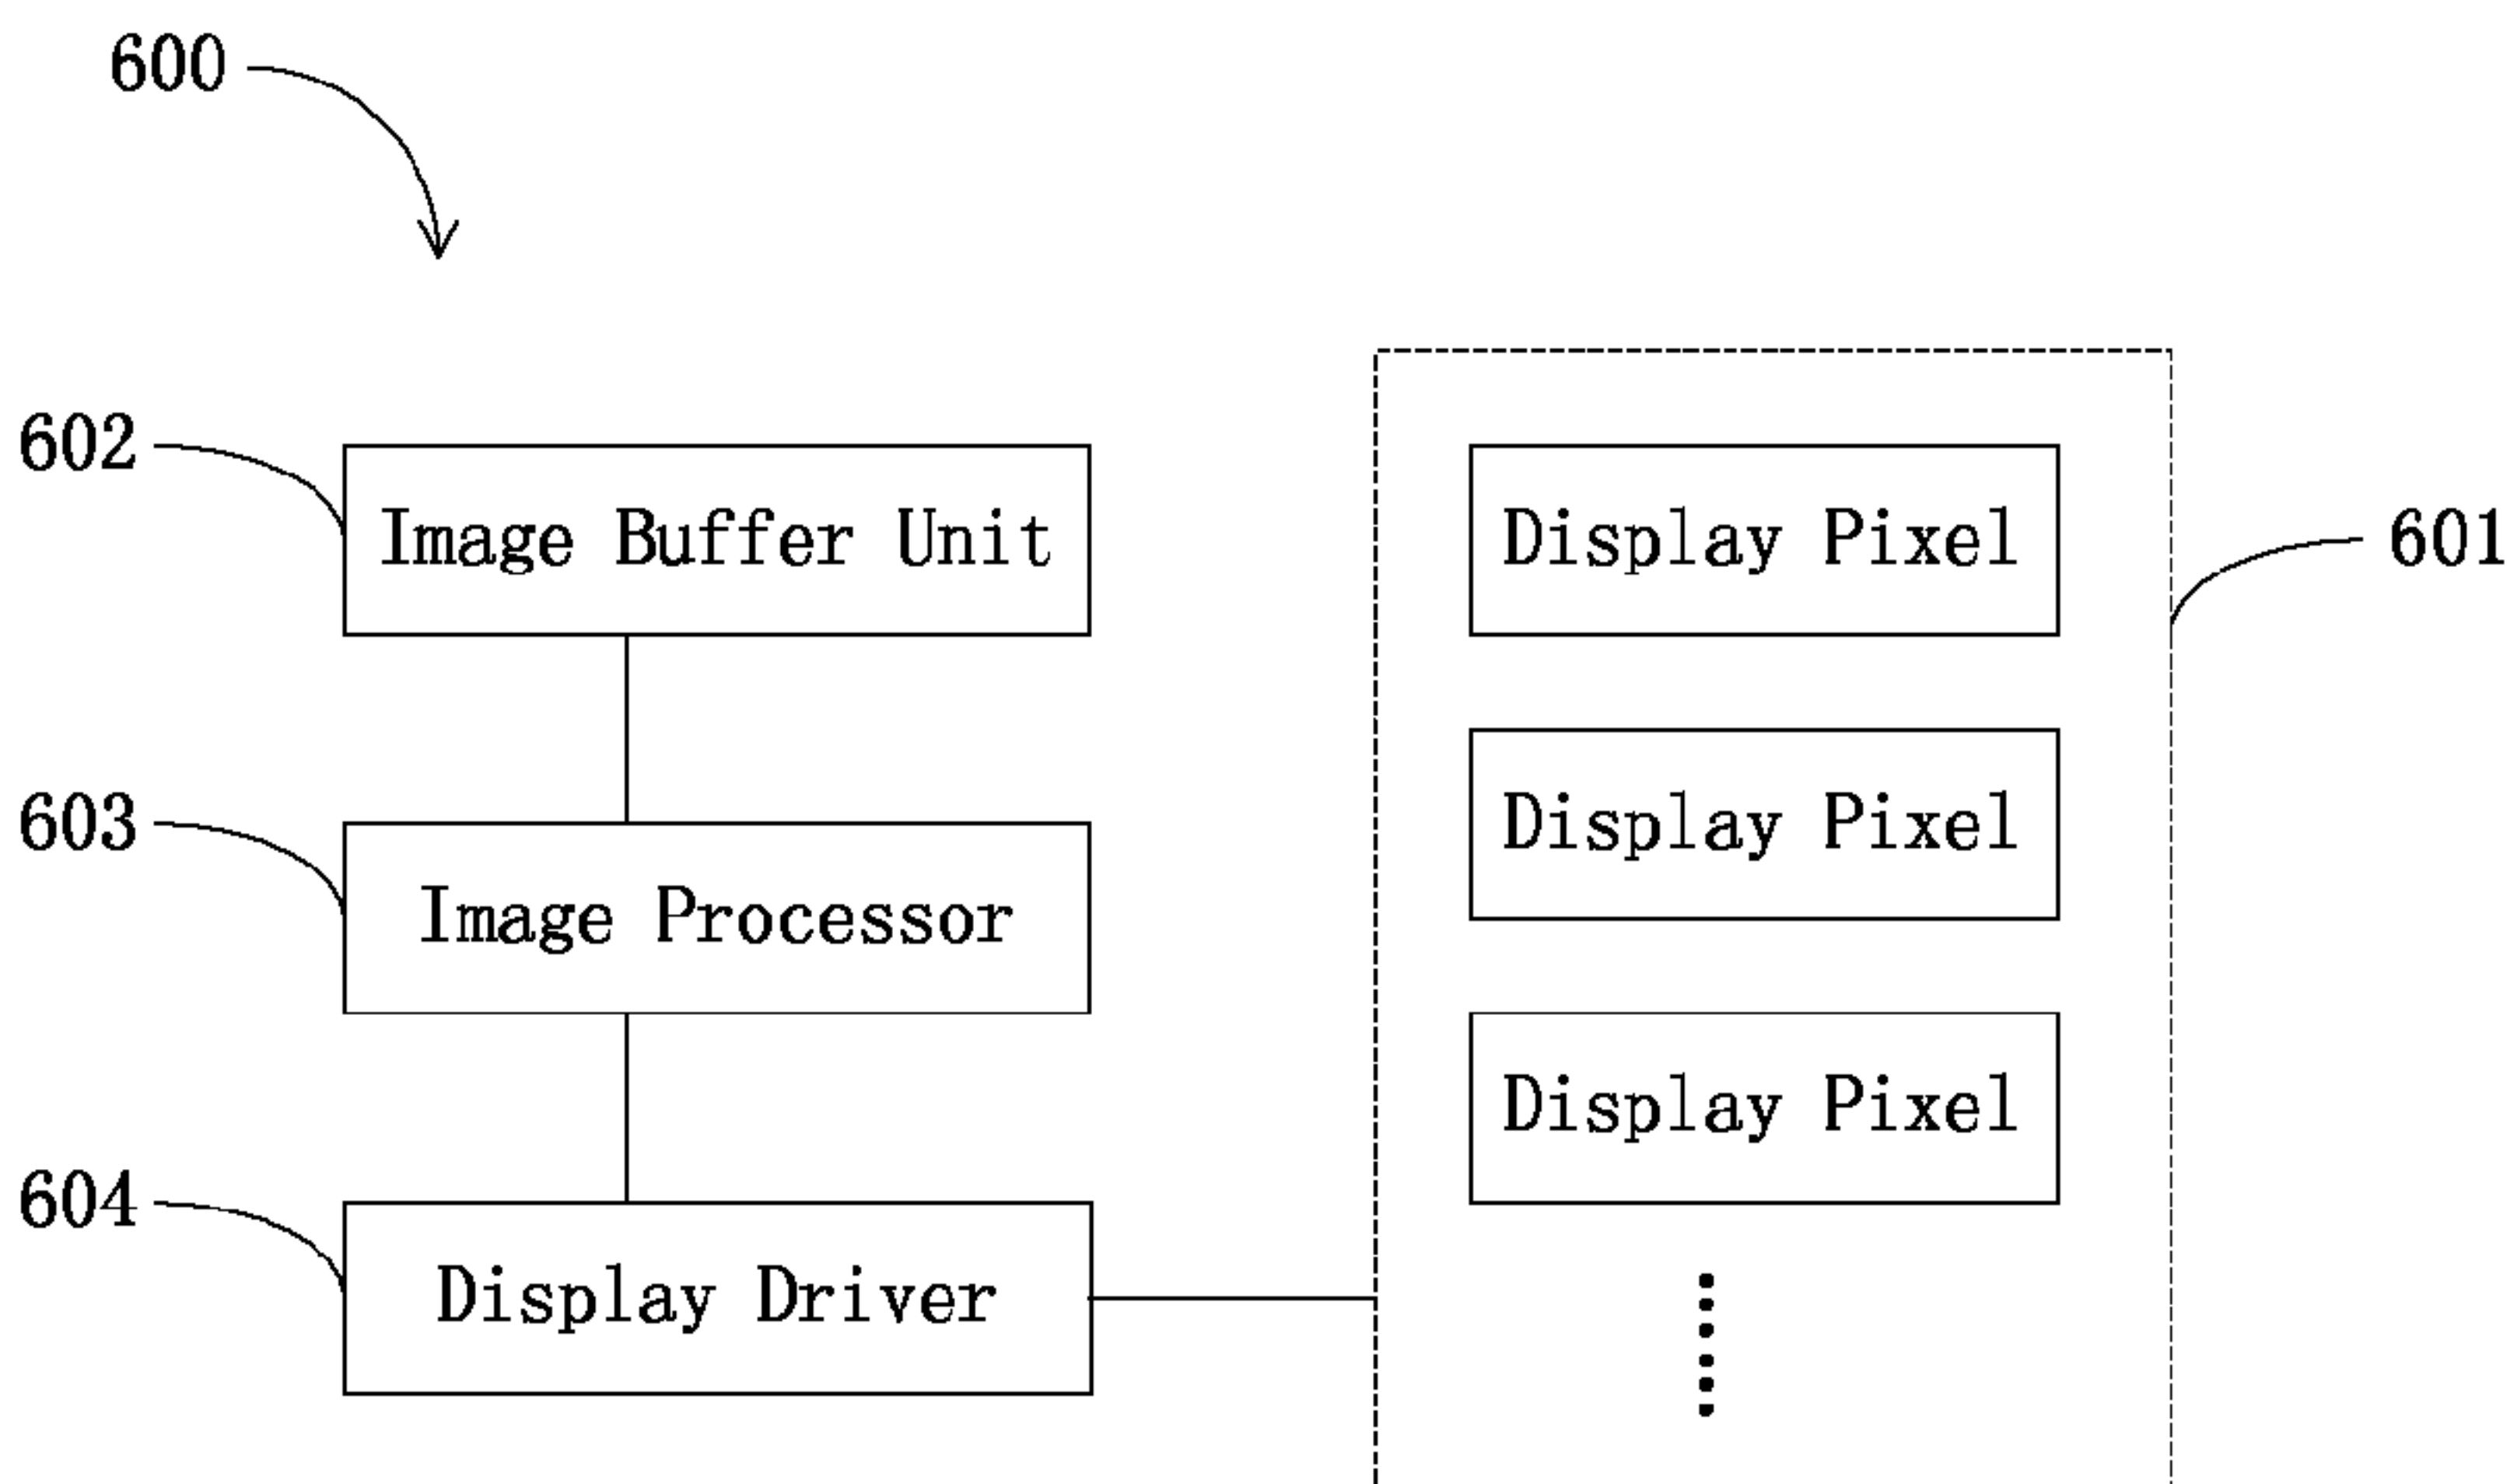 600
602
Image Buffer Unit
Display Pixel
601
603
Image Processor
Display Pixel
Display Pixel
604
Display Driver